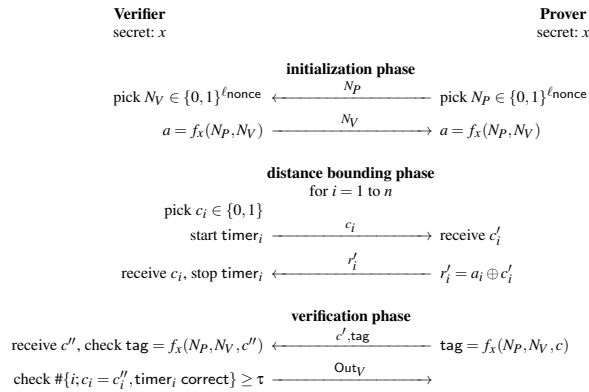 Verifier Prover
secret: x secret: x
initialization phase
pick N_V ∈ {0,1}^ℓnonce ← N_P pick N_P ∈ {0,1}^ℓnonce
a = f_x(N_P, N_V) N_V → a = f_x(N_P, N_V)
distance bounding phase
for i = 1 to n
pick c_i ∈ {0,1}
start timer_i c_i → receive c′_i
receive c_i, stop timer_i ← r′_i r′_i = a_i ⊕ c′_i
verification phase
receive c″, check tag = f_x(N_P, N_V, c″) ← c′,tag tag = f_x(N_P, N_V, c)
check #{i; c_i = c″_i, timer_i correct} ≥ τ Out_V →